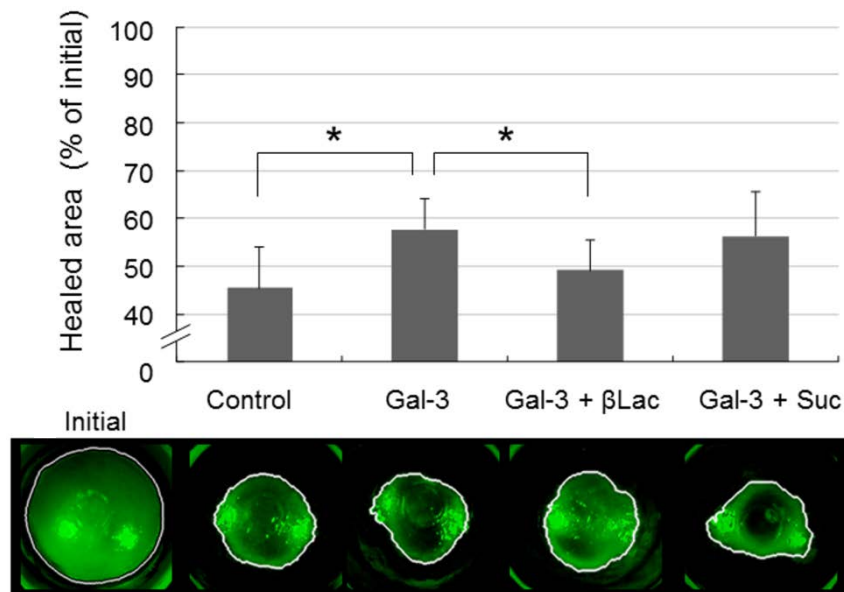 Healed area (% of initial)
100
90
80
70
60
50
40
0
*
*
Control
Gal-3
Gal-3 + βLac
Gal-3 + Suc
Initial